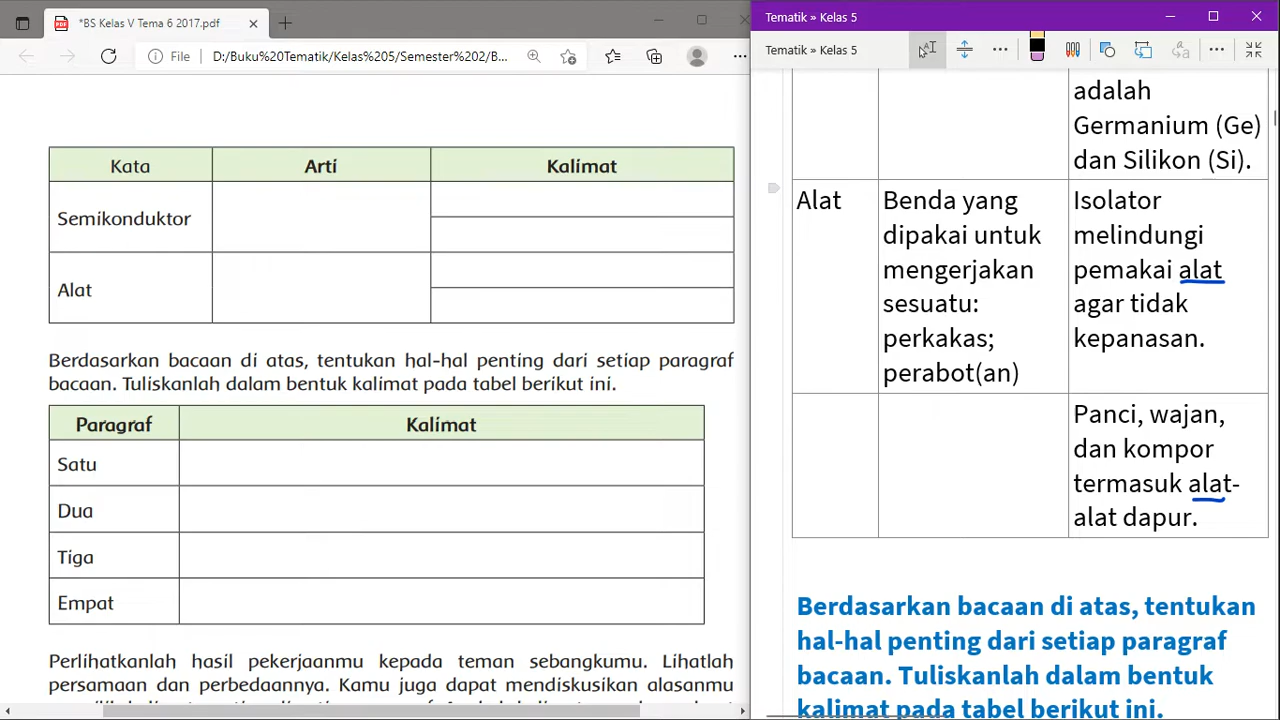 *BS Kelas V Tema 6 2017.pdf
File
D:/Buku%20Tematik/Kelas%205/Semester%202/B...
Kata Arti Kalimat
Semikonduktor
Alat
Berdasarkan bacaan di atas, tentukan hal-hal penting dari setiap paragraf
bacaan. Tuliskanlah dalam bentuk kalimat pada tabel berikut ini.
Paragraf Kalimat
Satu
Dua
Tiga
Empat
Perlihatkanlah hasil pekerjaanmu kepada teman sebangkumu. Lihatlah
persamaan dan perbedaannya. Kamu juga dapat mendiskusikan alasanmu
Tematik » Kelas 5
Tematik » Kelas 5
adalah
Germanium (Ge)
dan Silikon (Si).
Alat
Benda yang
dipakai untuk
mengerjakan
sesuatu:
perkakas;
perabot(an)
Isolator
melindungi
pemakai alat
agar tidak
kepanasan.
Panci, wajan,
dan kompor
termasuk alat-
alat dapur.
Berdasarkan bacaan di atas, tentukan
hal-hal penting dari setiap paragraf
bacaan. Tuliskanlah dalam bentuk
kalimat pada tabel berikut ini.